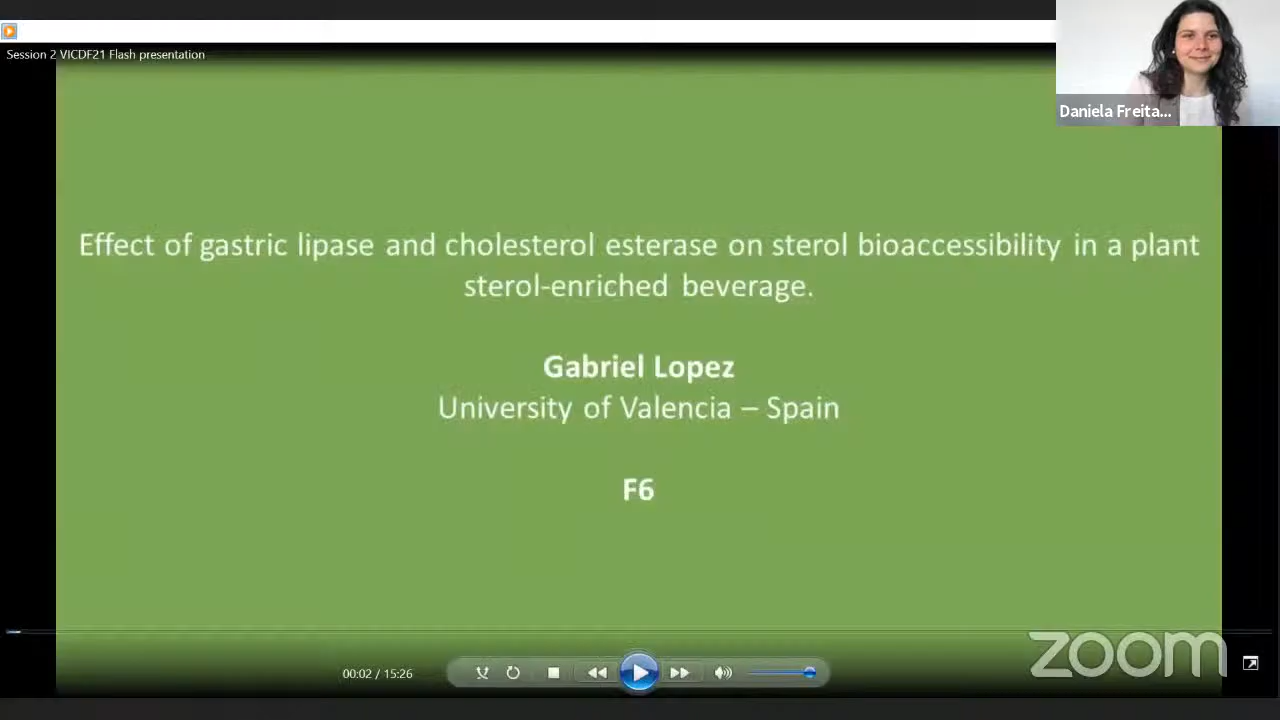 Session 2 VICDF21 Flash presentation
Daniela Freita...
Effect of gastric lipase and cholesterol esterase on sterol bioaccessibility in a plant
sterol-enriched beverage.
Gabriel Lopez
University of Valencia – Spain
F6
00:02 / 15:26
zoom